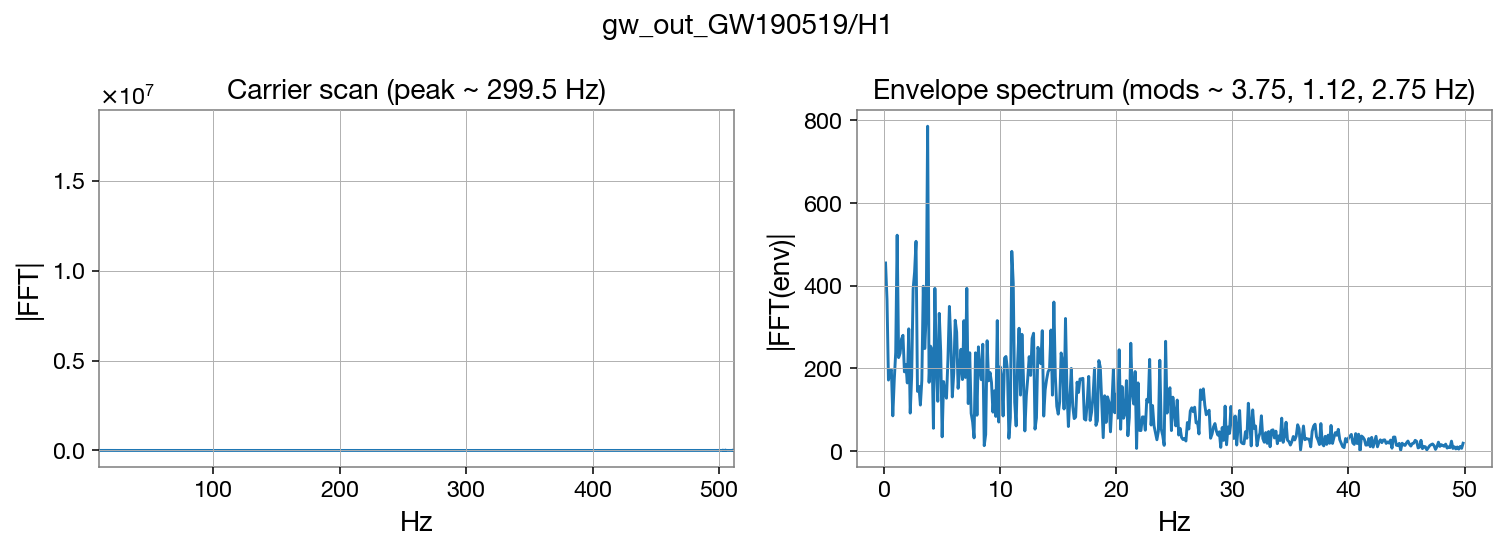 gw_out_GW190519/H1
Carrier scan (peak ~ 299.5 Hz)
×10⁷
|FFT|
1.5
1.0
0.5
0.0
100 200 300 400 500
Hz
Envelope spectrum (mods ~ 3.75, 1.12, 2.75 Hz)
|FFT(env)|
800
600
400
200
0
0 10 20 30 40 50
Hz